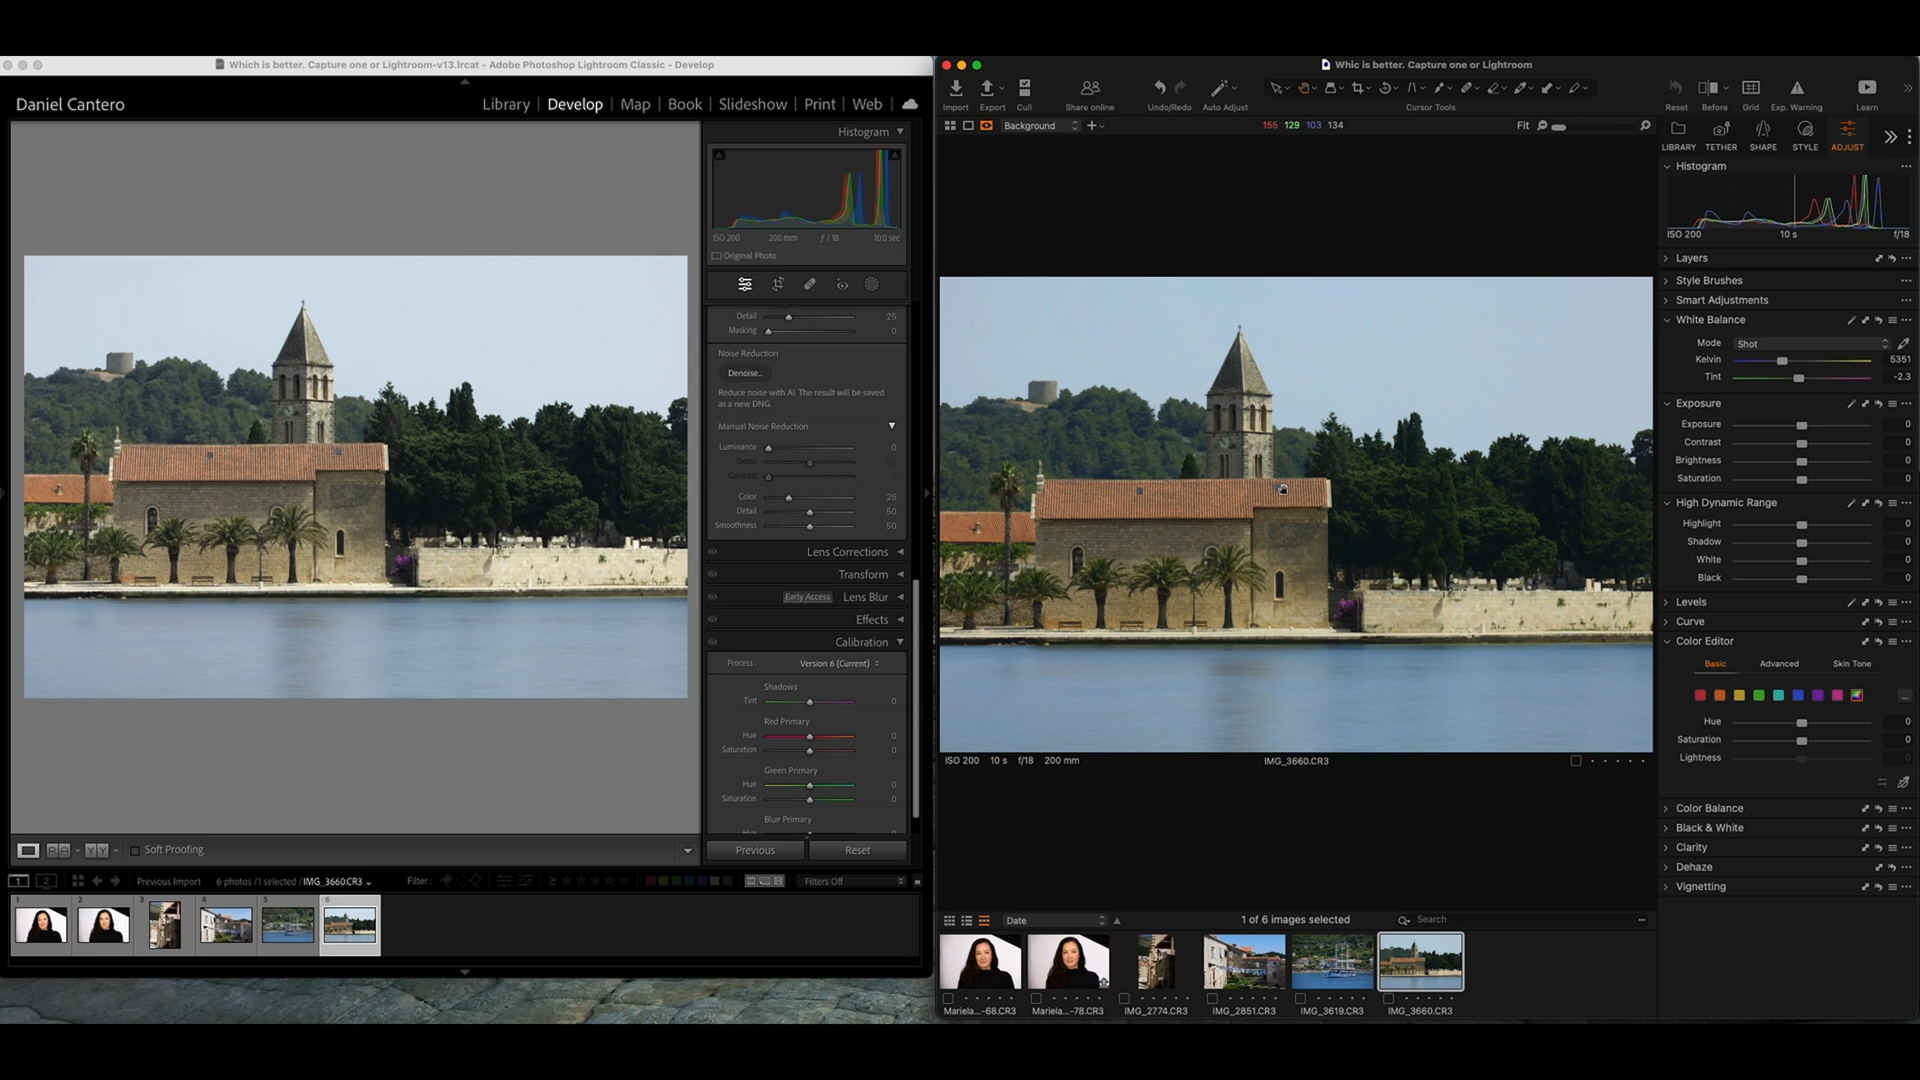 Which is better. Capture one or Lightroom-v13.lrcat - Adobe Photoshop Lightroom Classic - Develop
Daniel Cantero
Library | Develop | Map | Book | Slideshow | Print | Web
Histogram
ISO 200 200 mm ƒ / 18 10.0 sec
Original Photo
Detail 25
Masking 0
Noise Reduction
Denoise...
Reduce noise with AI. The result will be saved
as a new DNG.
Manual Noise Reduction
Luminance 0
Detail
Contrast
Color 25
Detail 50
Smoothness 50
Lens Corrections
Transform
Early Access Lens Blur
Effects
Calibration
Process : Version 6 (Current)
Shadows
Tint 0
Red Primary
Hue 0
Saturation 0
Green Primary
Hue 0
Saturation 0
Blue Primary
Hue
Previous Reset
Soft Proofing
1 2 Previous Import 6 photos /1 selected / IMG_3660.CR3 Filter : Filters Off
1 2 3 4 5 6
Whic is better. Capture one or Lightroom
Import Export Cull Share online Undo/Redo Auto Adjust Cursor Tools Reset Before Grid Exp. Warning Learn
Background 155 129 103 134 Fit
LIBRARY TETHER SHAPE STYLE ADJUST
Histogram
ISO 200 10 s f/18
Layers
Style Brushes
Smart Adjustments
White Balance
Mode Shot
Kelvin 5351
Tint -2.3
Exposure
Exposure 0
Contrast 0
Brightness 0
Saturation 0
High Dynamic Range
Highlight 0
Shadow 0
White 0
Black 0
Levels
Curve
Color Editor
Basic Advanced Skin Tone
Hue 0
Saturation 0
Lightness 0
Color Balance
Black & White
Clarity
Dehaze
Vignetting
ISO 200 10 s f/18 200 mm IMG_3660.CR3
Date 1 of 6 images selected Search
Mariela...-68.CR3 Mariela...-78.CR3 IMG_2774.CR3 IMG_2851.CR3 IMG_3619.CR3 IMG_3660.CR3